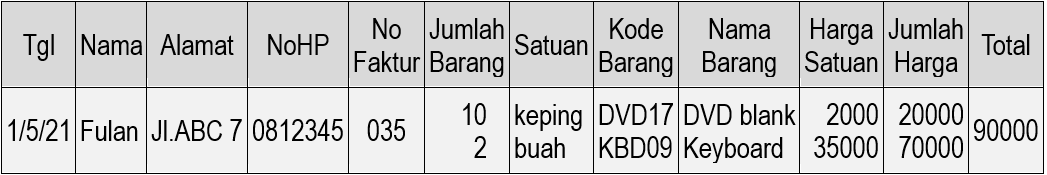 Tgl Nama Alamat NoHP No Faktur Jumlah Barang Satuan Kode Barang Nama Barang Harga Satuan Jumlah Harga Total
1/5/21 Fulan Jl.ABC 7 0812345 035 10 keping DVD17 DVD blank 2000 20000 90000
2 buah KBD09 Keyboard 35000 70000